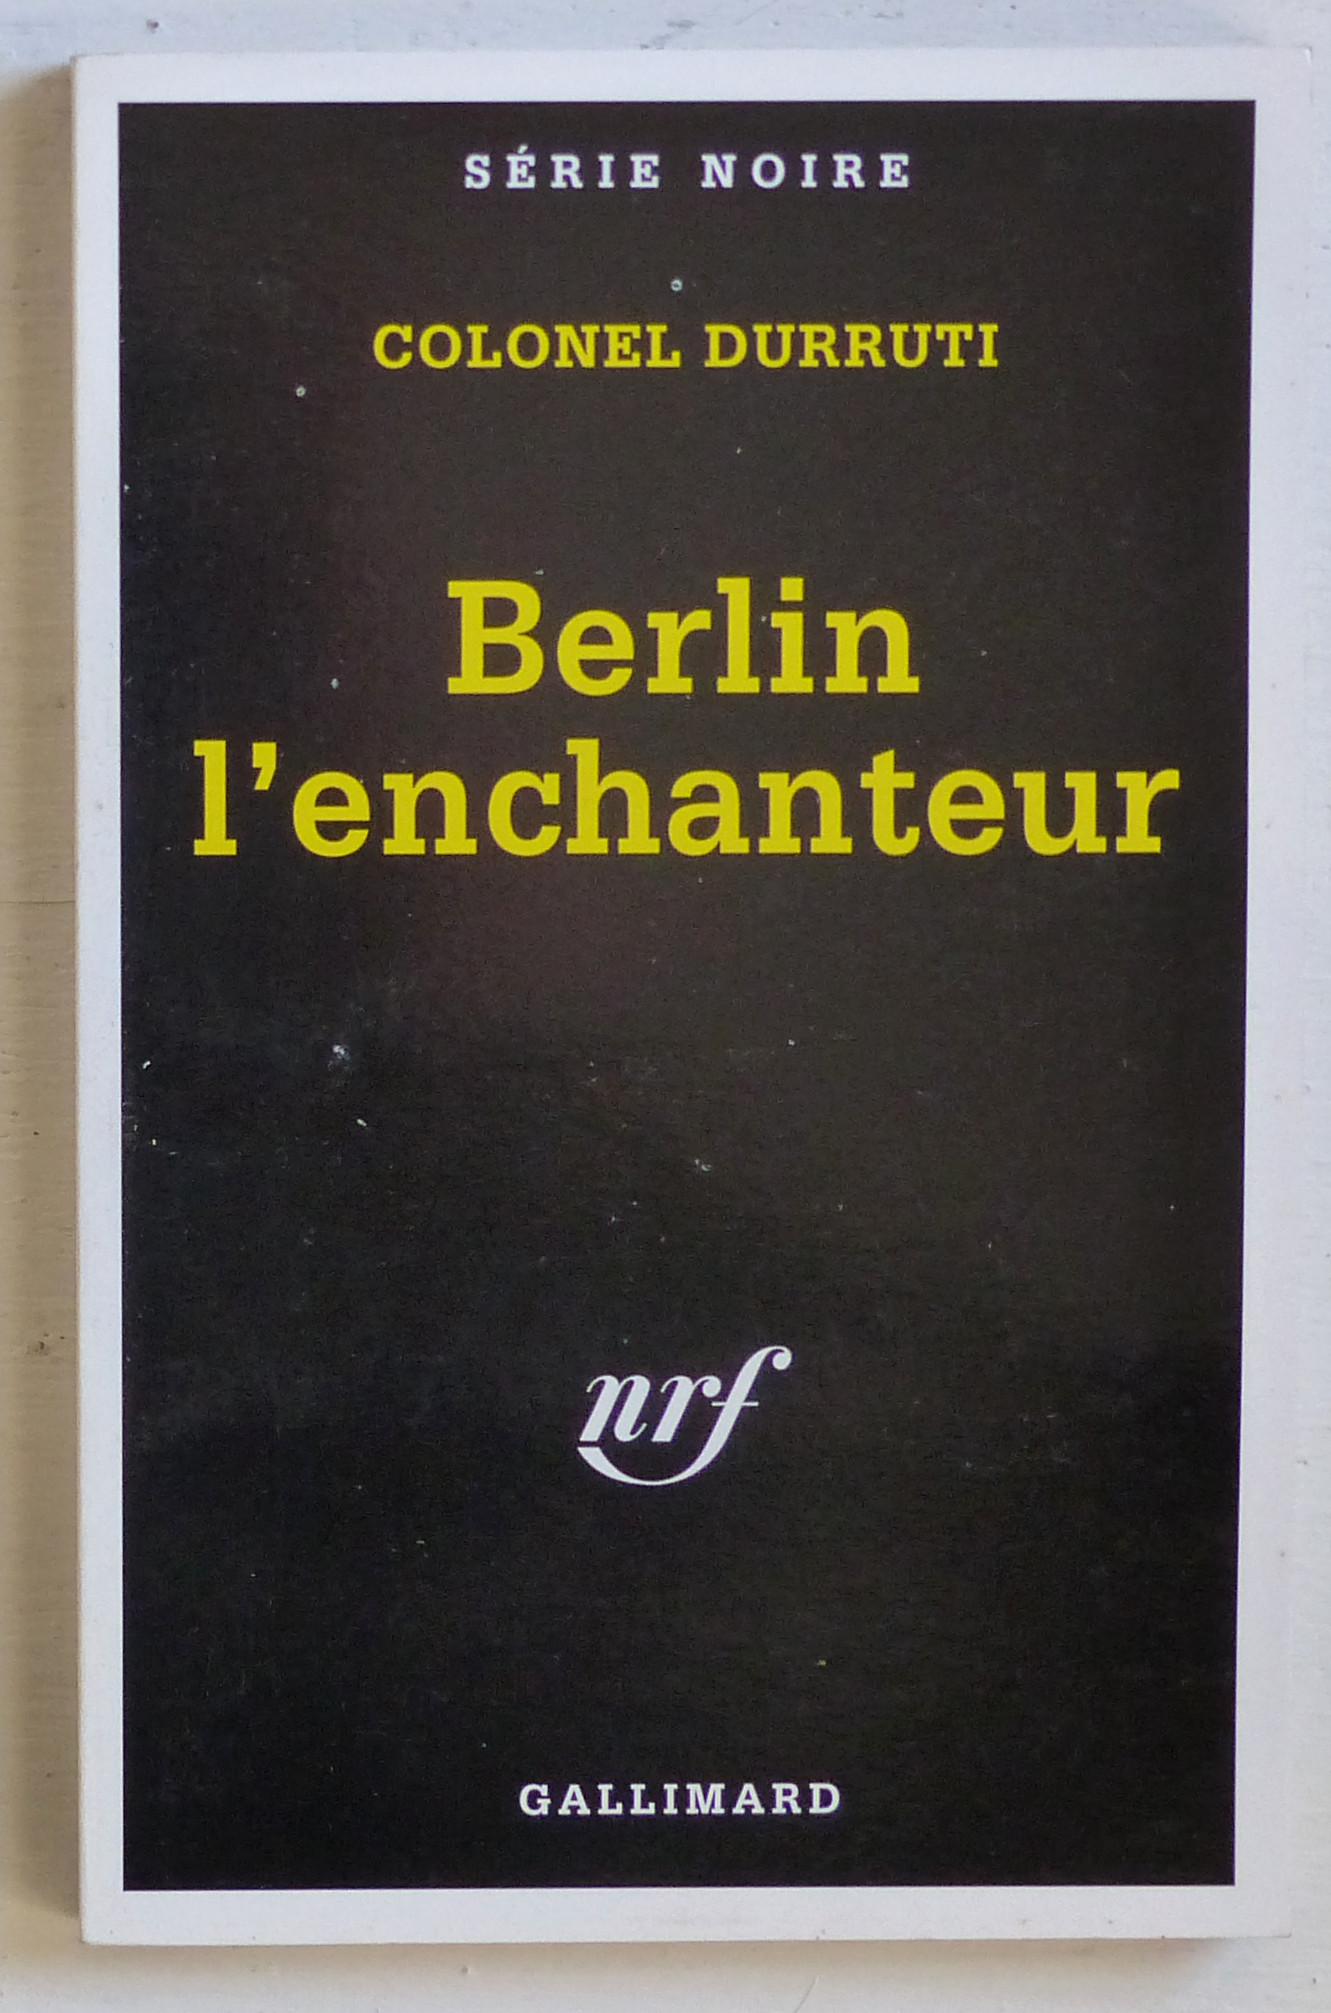 SÉRIE NOIRE
COLONEL DURRUTI
Berlin
l'enchanteur
nrf
GALLIMARD